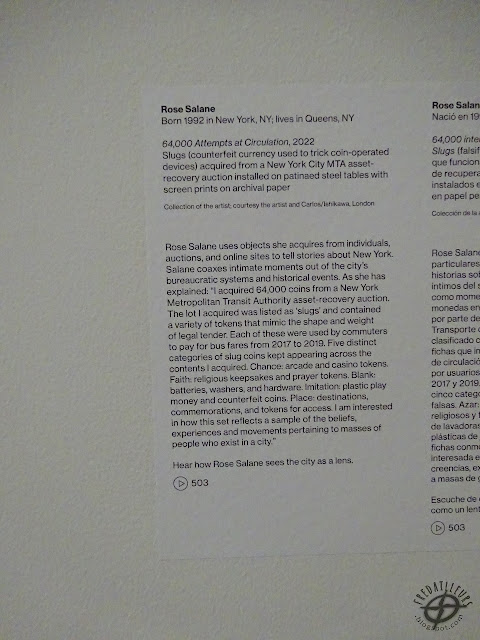 Rose Salane
Born 1992 in New York, NY; lives in Queens, NY
64,000 Attempts at Circulation, 2022
Slugs (counterfeit currency used to trick coin-operated
devices) acquired from a New York City MTA asset-
recovery auction installed on patinaed steel tables with
screen prints on archival paper
Collection of the artist; courtesy the artist and Carlos/Ishikawa, London
Rose Salane uses objects she acquires from individuals,
auctions, and online sites to tell stories about New York.
Salane coaxes intimate moments out of the city's
bureaucratic systems and historical events. As she has
explained: "I acquired 64,000 coins from a New York
Metropolitan Transit Authority asset-recovery auction.
The lot I acquired was listed as 'slugs' and contained
a variety of tokens that mimic the shape and weight
of legal tender. Each of these were used by commuters
to pay for bus fares from 2017 to 2019. Five distinct
categories of slug coins kept appearing across the
contents I acquired. Chance: arcade and casino tokens.
Faith: religious keepsakes and prayer tokens. Blank:
batteries, washers, and hardware. Imitation: plastic play
money and counterfeit coins. Place: destinations,
commemorations, and tokens for access. I am interested
in how this set reflects a sample of the beliefs,
experiences and movements pertaining to masses of
people who exist in a city."
Hear how Rose Salane sees the city as a lens.
503
Rose Salan
Nació en 19
64,000 inte
Slugs (falsif
que funcion
de recupera
instalados e
en papel pe
Colección de la a
Rose Salane
particulares
historias sob
íntimos del s
como mome
monedas en
por parte de
Transporte
clasificado c
fichas que in
de circulació
por usuarios
2017 y 2019.
cinco catego
falsas. Azar:
religiosos y f
de lavadoras
plásticas de
fichas conmo
interesada e
creencias, ex
a masas de g
Escuche de c
como un lent
503
FREDATLLEURS
.blogspot.com